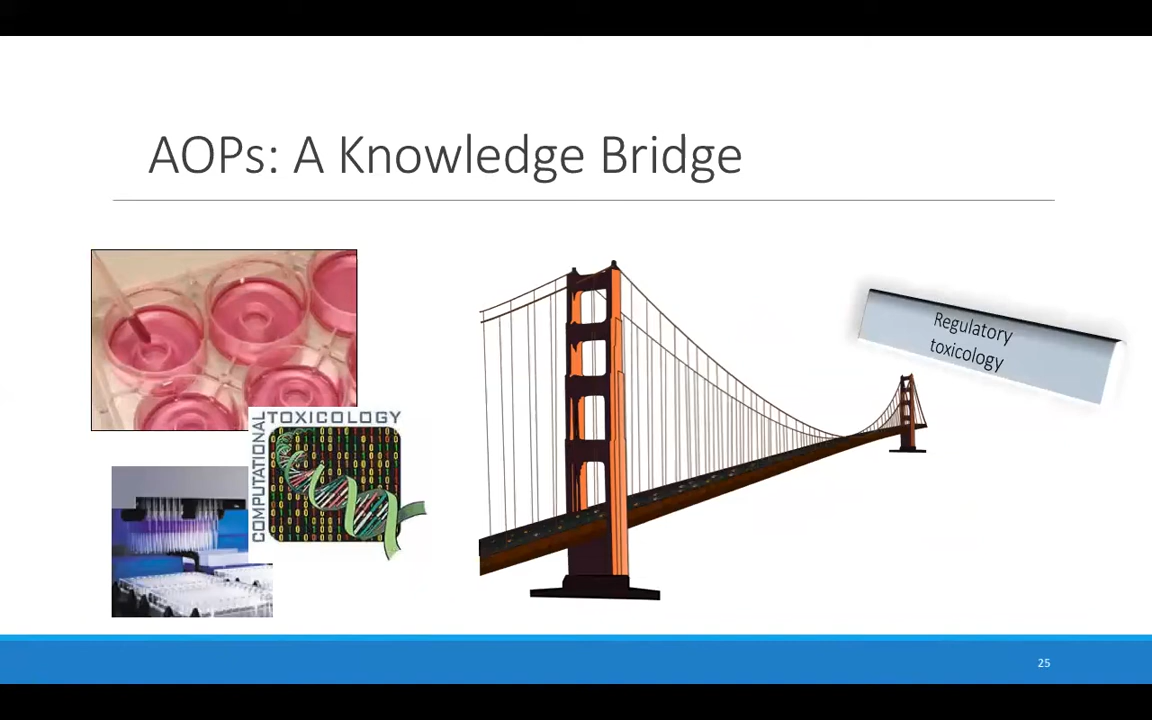 AOPs: A Knowledge Bridge
COMPUTATIONAL
TOXICOLOGY
Regulatory
toxicology
25